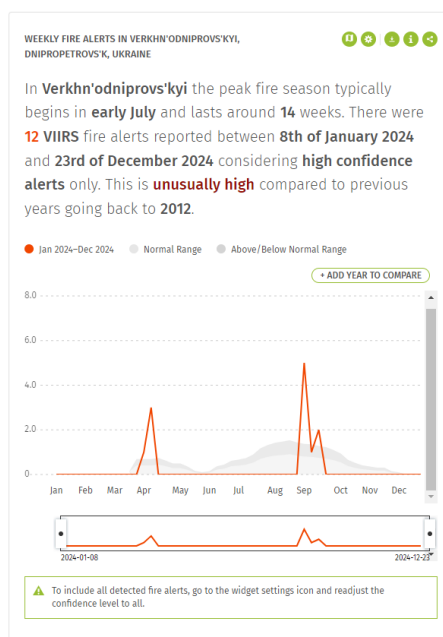 WEEKLY FIRE ALERTS IN VERKHN'ODNIPROVS'KYI,
DNIPROPETROVS'K, UKRAINE
In Verkhn'odniprovs'kyi the peak fire season typically
begins in early July and lasts around 14 weeks. There were
12 VIIRS fire alerts reported between 8th of January 2024
and 23rd of December 2024 considering high confidence
alerts only. This is unusually high compared to previous
years going back to 2012.
Jan 2024–Dec 2024 Normal Range Above/Below Normal Range
+ ADD YEAR TO COMPARE
8.0
6.0
4.0
2.0
0
Jan Feb Mar Apr May Jun Jul Aug Sep Oct Nov Dec
2024-01-08 2024-12-23
To include all detected fire alerts, go to the widget settings icon and readjust the
confidence level to all.